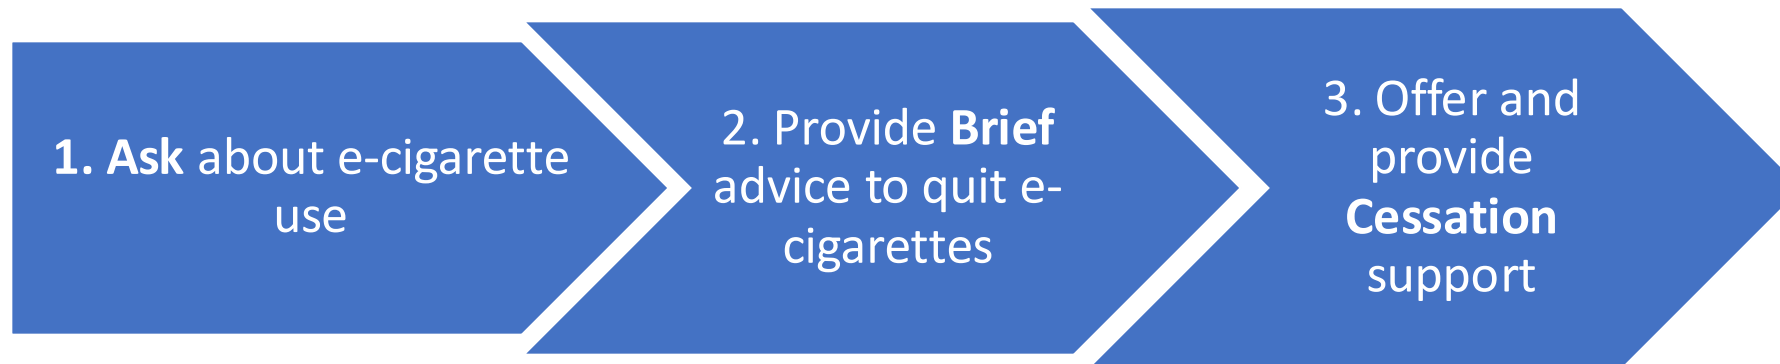 1. Ask about e-cigarette
use
2. Provide Brief
advice to quit e-
cigarettes
3. Offer and
provide
Cessation
support